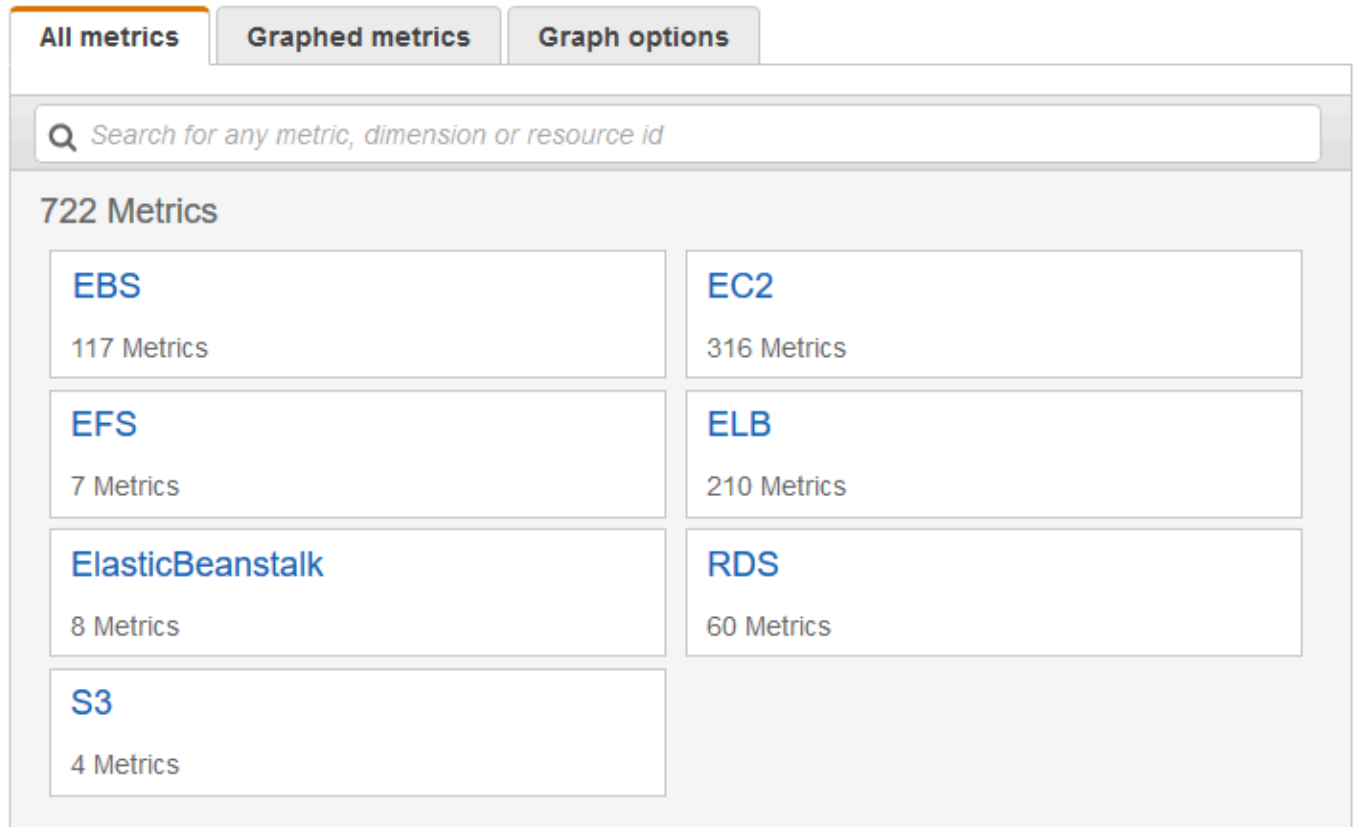 All metrics Graphed metrics Graph options
Search for any metric, dimension or resource id
722 Metrics
EBS
117 Metrics
EC2
316 Metrics
EFS
7 Metrics
ELB
210 Metrics
ElasticBeanstalk
8 Metrics
RDS
60 Metrics
S3
4 Metrics